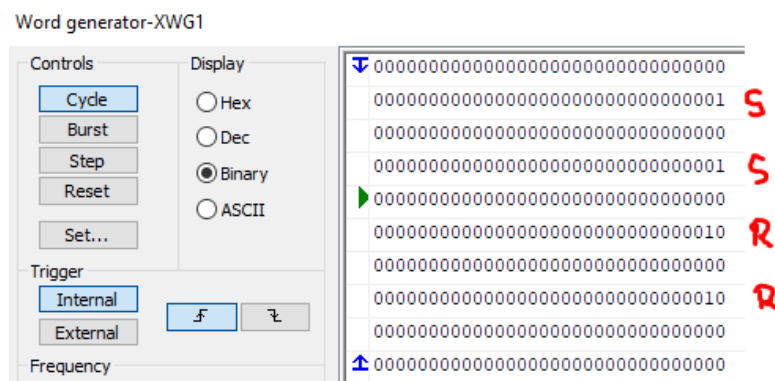 Word generator-XWG1
Controls
Cycle
Burst
Step
Reset
Set...
Display
Hex
Dec
Binary
ASCII
Trigger
Internal
External
Frequency
00000000000000000000000000000000
00000000000000000000000000000001 S
00000000000000000000000000000000
00000000000000000000000000000001 S
00000000000000000000000000000000
00000000000000000000000000000010 R
00000000000000000000000000000000
00000000000000000000000000000010 R
00000000000000000000000000000000
00000000000000000000000000000000